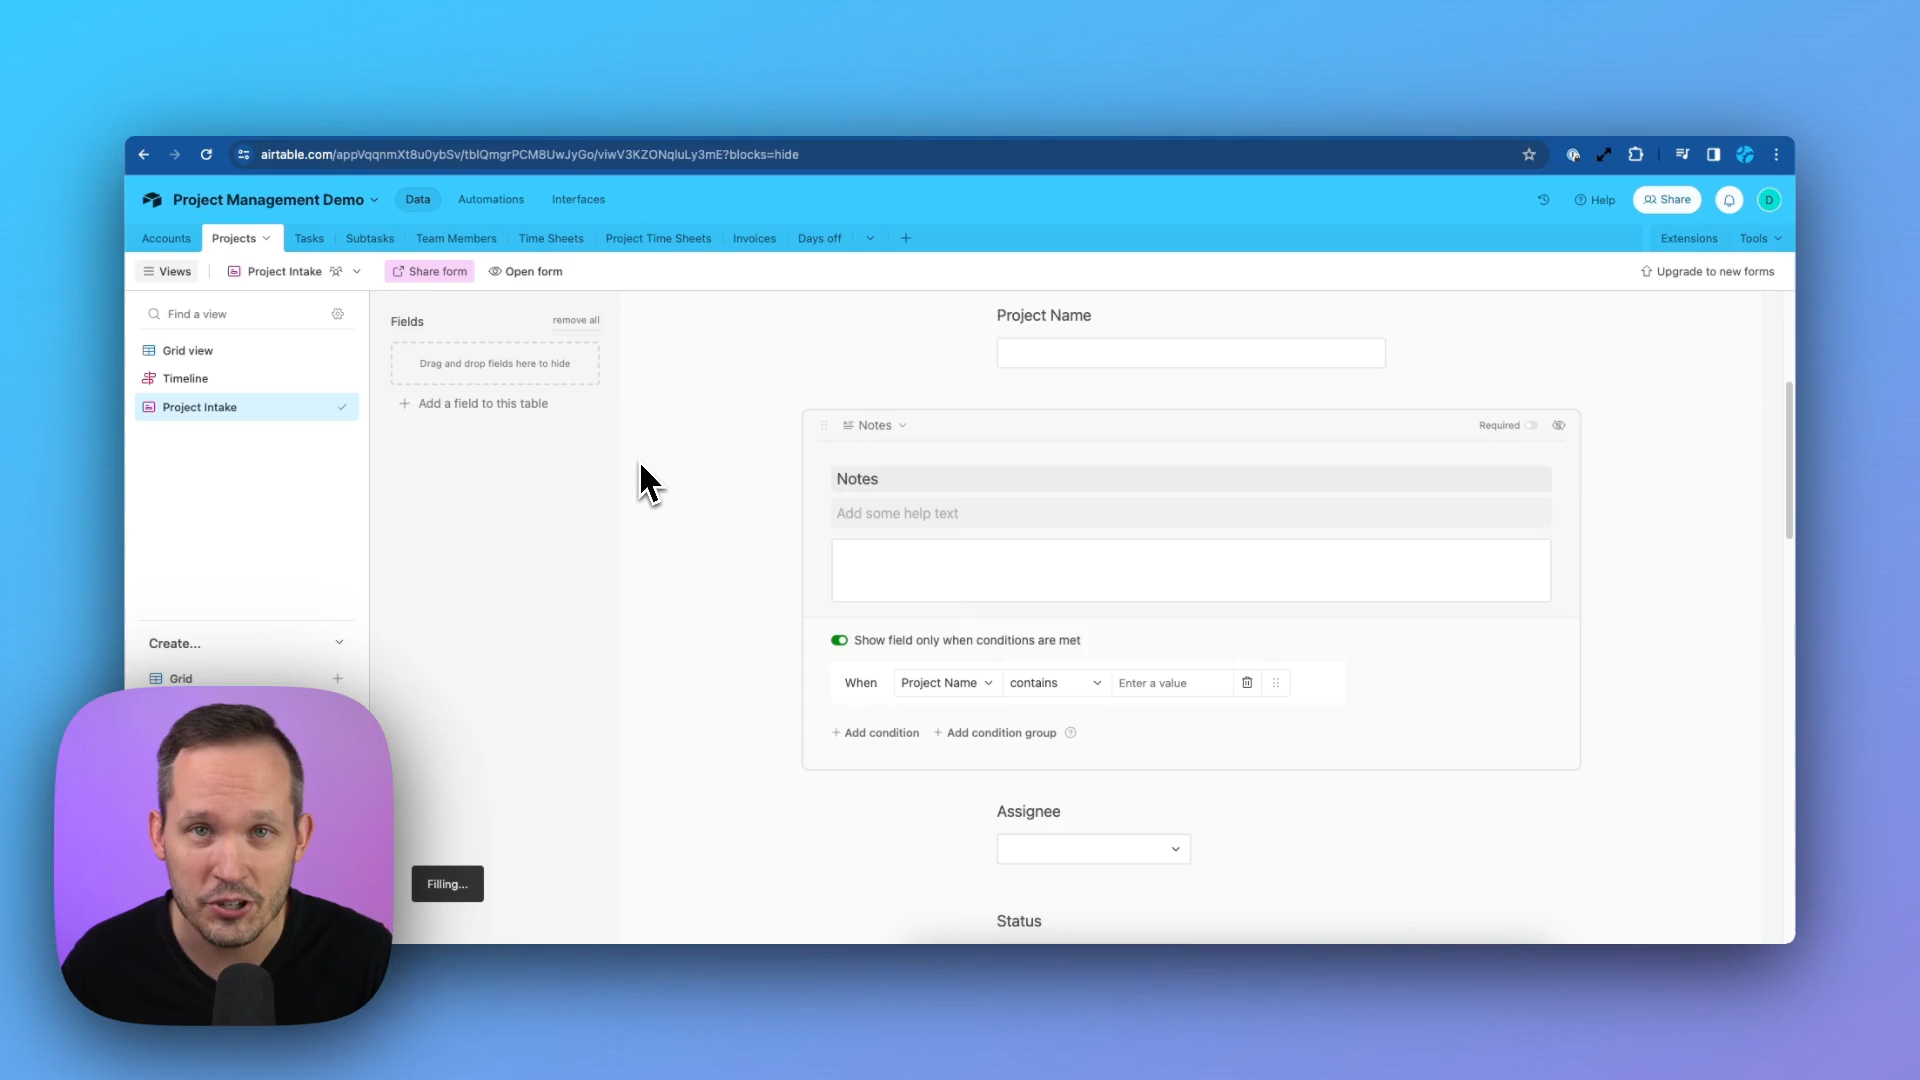 airtable.com/appVqqnmXt8u0ybSv/tblQmgrPCM8UwJyGo/viwV3KZONqluLy3mE?blocks=hide
Project Management Demo Data Automations Interfaces Help Share D
Accounts Projects Tasks Subtasks Team Members Time Sheets Project Time Sheets Invoices Days off Extensions Tools
Views Project Intake Share form Open form Upgrade to new forms
Find a view
Grid view
Timeline
Project Intake
Create...
Grid
Fields remove all
Drag and drop fields here to hide
Add a field to this table
Project Name
Notes Required
Notes
Add some help text
Show field only when conditions are met
When Project Name contains Enter a value
+ Add condition + Add condition group
Assignee
Filling...
Status